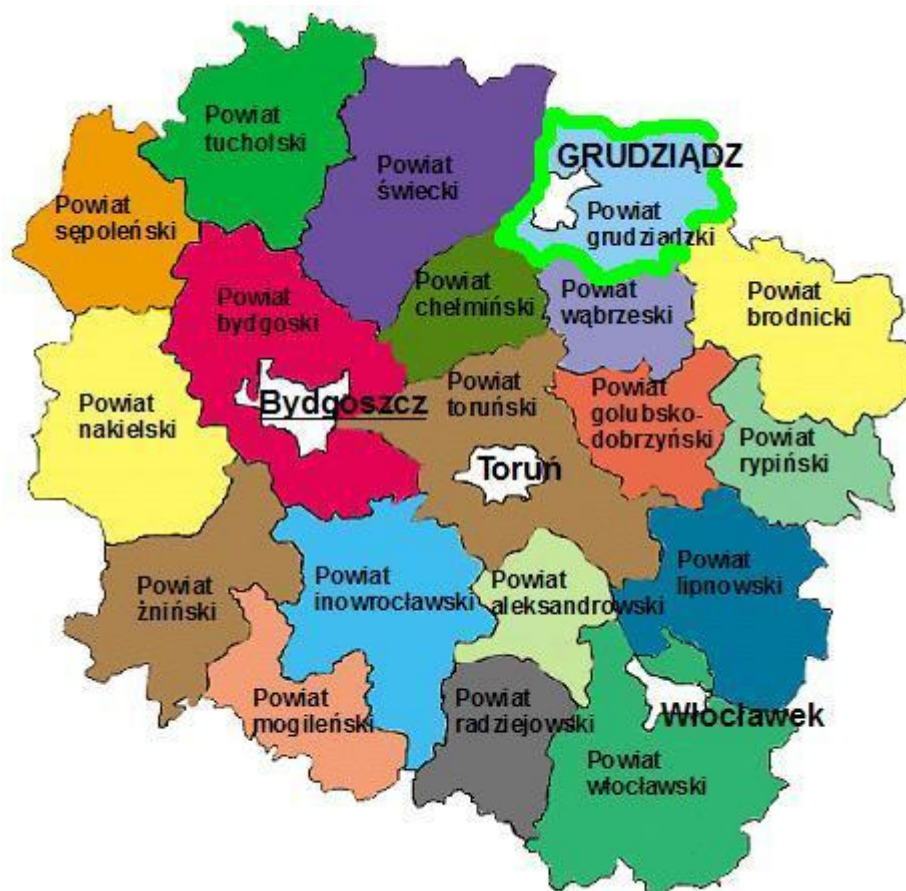 Powiat
tucholski
Powiat
świecki
GRUDZIĄDZ
Powiat
grudziądzki
Powiat
sępoleński
Powiat
bydgoski
Powiat
chełmiński
Powiat
wąbrzeski
Powiat
brodnicki
Powiat
nakielski
Bydgoszcz
Powiat
toruński
Powiat
golubsko-
dobrzyński
Powiat
rypiński
Toruń
Powiat
żniński
Powiat
inowrocławski
Powiat
aleksandrowski
Powiat
lipnowski
Powiat
mogileński
Powiat
radziejowski
Włocławek
Powiat
włocławski